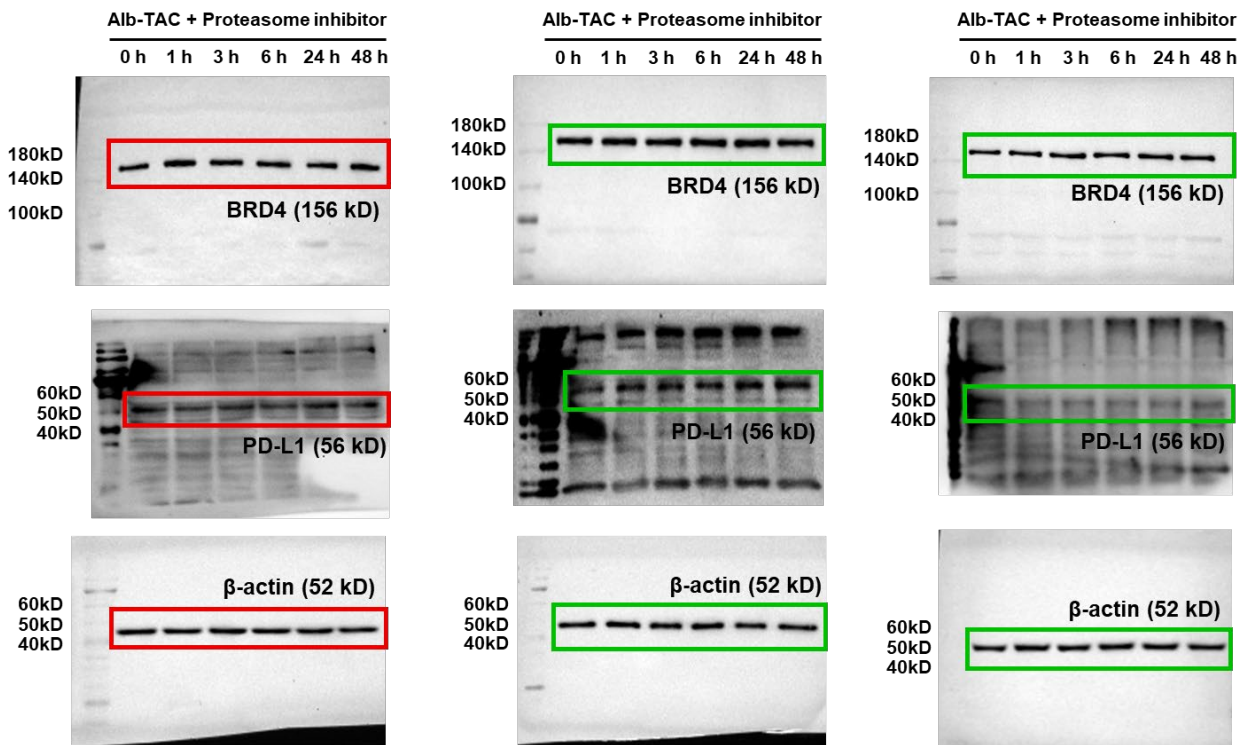 Alb-TAC + Proteasome inhibitor
0 h 1 h 3 h 6 h 24 h 48 h
180kD
140kD
100kD
BRD4 (156 kD)
60kD
50kD
40kD
PD-L1 (56 kD)
β-actin (52 kD)
60kD
50kD
40kD
Alb-TAC + Proteasome inhibitor
0 h 1 h 3 h 6 h 24 h 48 h
180kD
140kD
100kD
BRD4 (156 kD)
60kD
50kD
40kD
PD-L1 (56 kD)
β-actin (52 kD)
60kD
50kD
40kD
Alb-TAC + Proteasome inhibitor
0 h 1 h 3 h 6 h 24 h 48 h
180kD
140kD
100kD
BRD4 (156 kD)
60kD
50kD
40kD
PD-L1 (56 kD)
β-actin (52 kD)
60kD
50kD
40kD